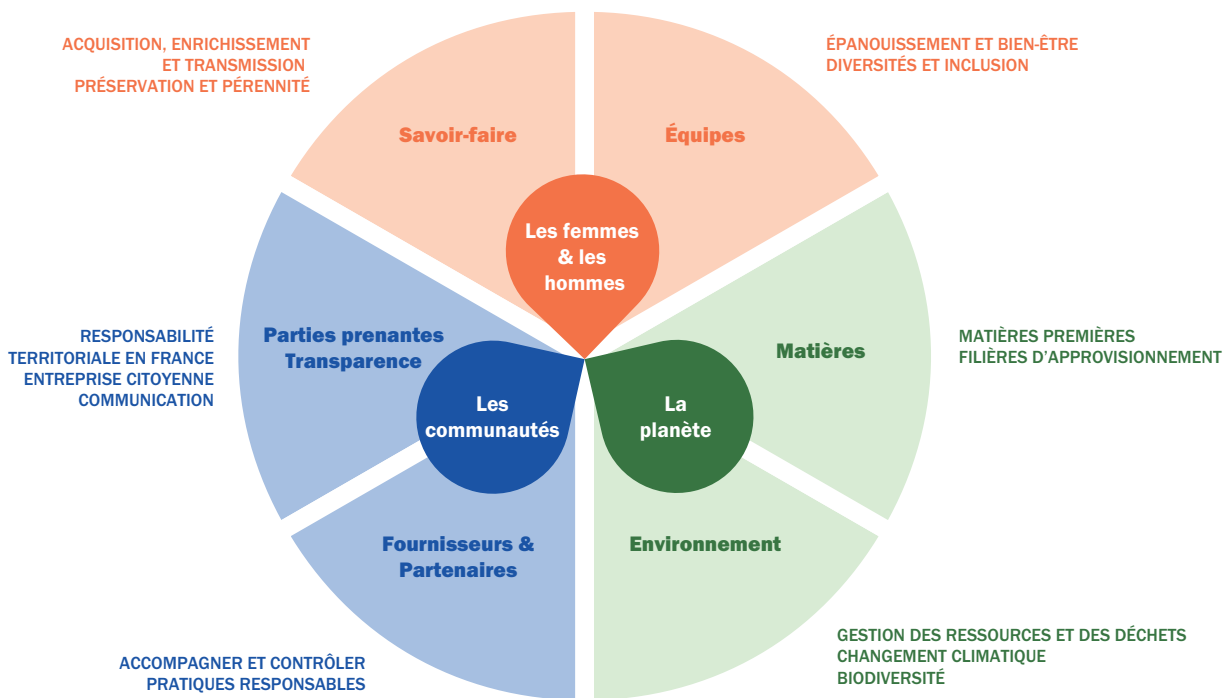 ACQUISITION, ENRICHISSEMENT
ET TRANSMISSION
PRÉSERVATION ET PÉRENNITÉ
ÉPANOUISSEMENT ET BIEN-ÊTRE
DIVERSITÉS ET INCLUSION
Savoir-faire
Équipes
Les femmes
& les
hommes
RESPONSABILITÉ
TERRITORIALE EN FRANCE
ENTREPRISE CITOYENNE
COMMUNICATION
Parties prenantes
Transparence
Matières
MATIÈRES PREMIÈRES
FILIÈRES D'APPROVISIONNEMENT
Les
communautés
La
planète
Fournisseurs &
Partenaires
Environnement
ACCOMPAGNER ET CONTRÔLER
PRATIQUES RESPONSABLES
GESTION DES RESSOURCES ET DES DÉCHETS
CHANGEMENT CLIMATIQUE
BIODIVERSITÉ